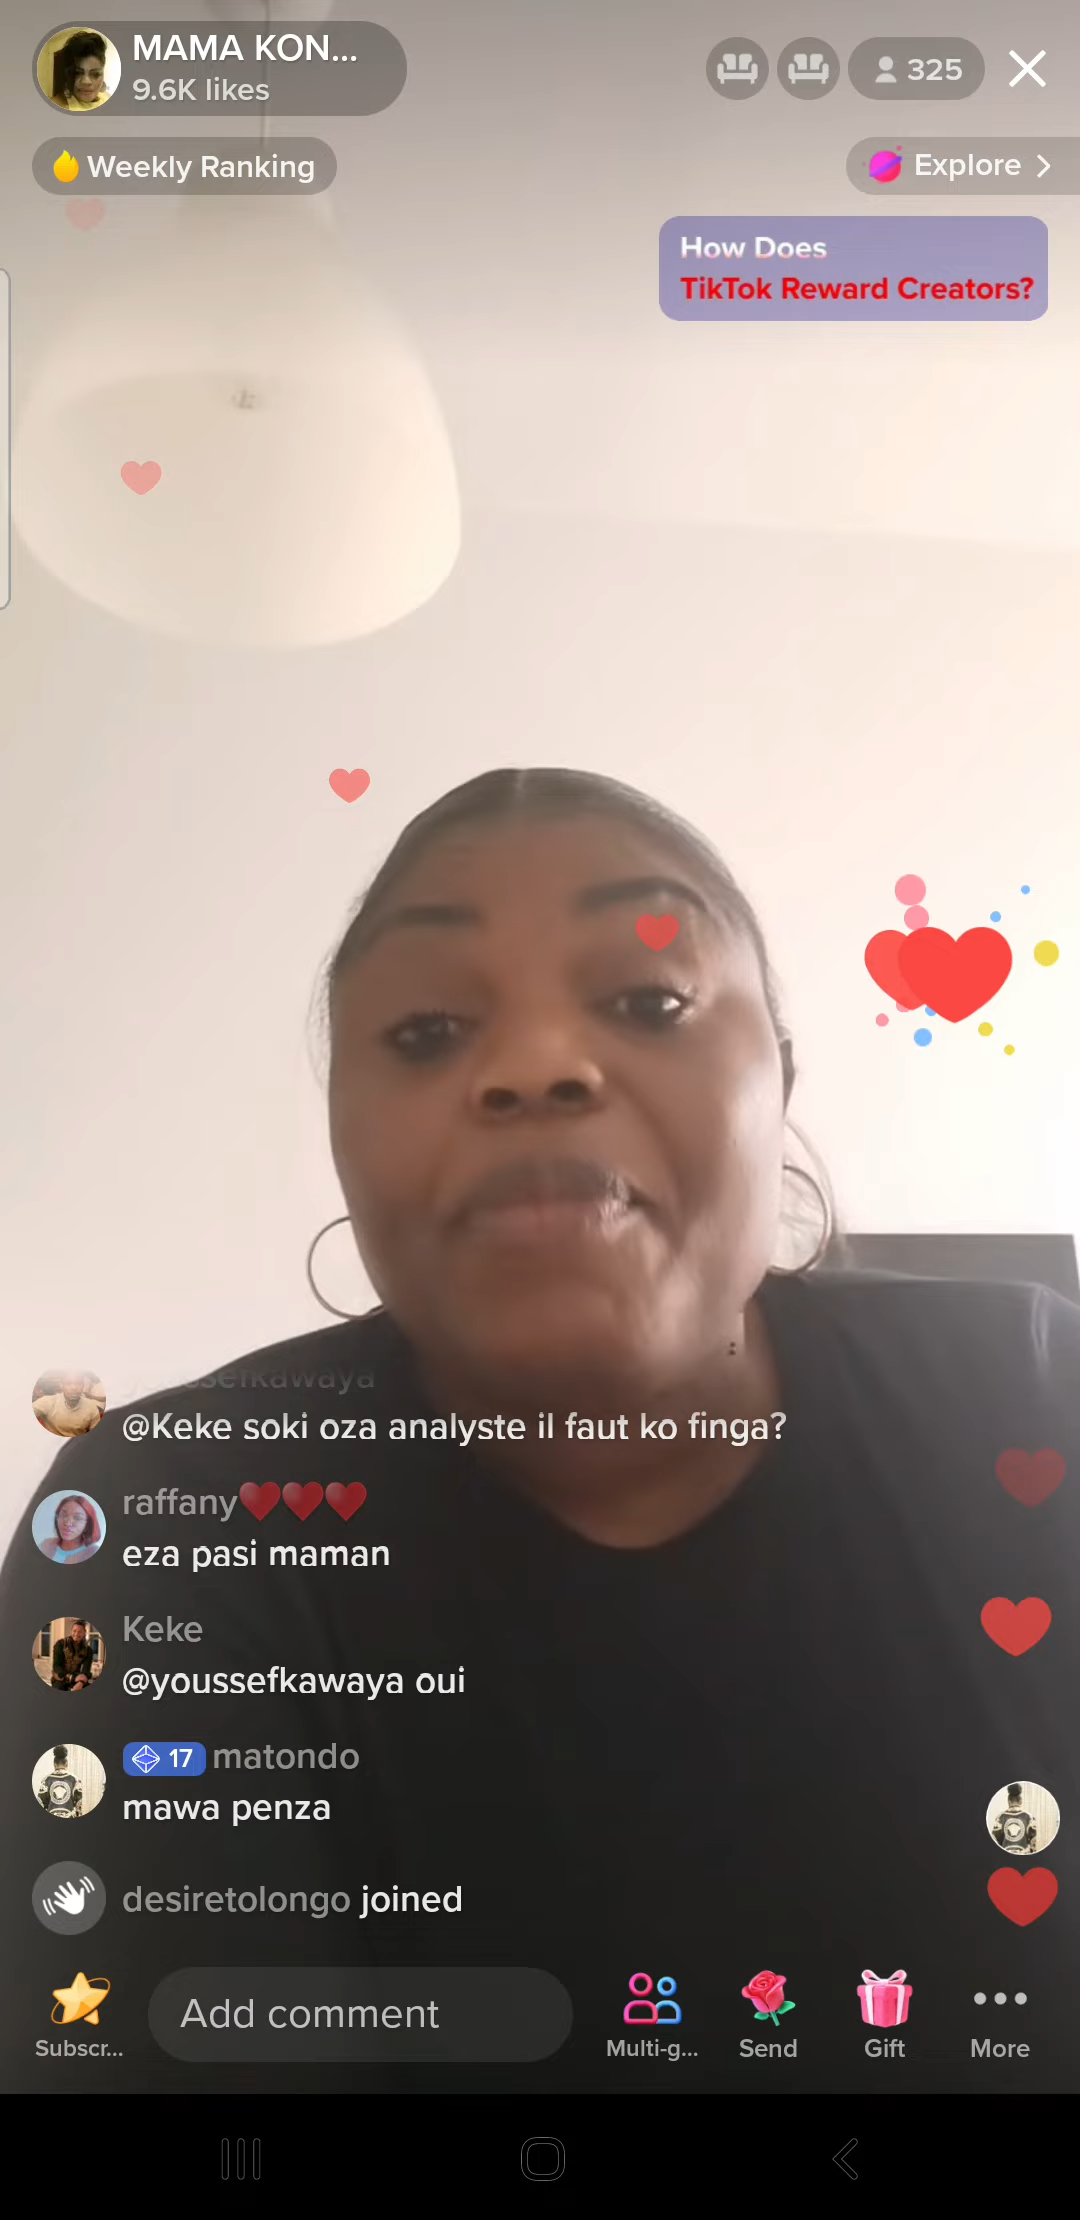 MAMA KON...
9.6K likes
325
Weekly Ranking
Explore
How Does
TikTok Reward Creators?
youssefkawaya
@Keke soki oza analyste il faut ko finga?
raffany❤❤❤
eza pasi maman
Keke
@youssefkawaya oui
17 matondo
mawa penza
desiretolongo joined
Subscr...
Add comment
Multi-g...
Send
Gift
More